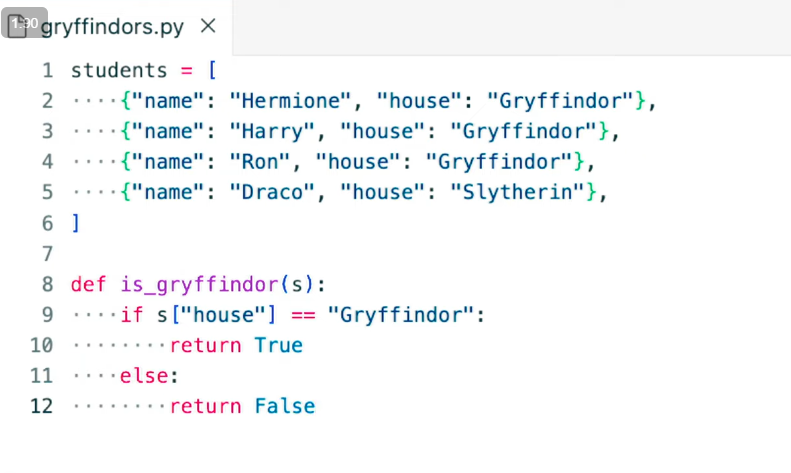 1.90
gryffindors.py ×
1 students = [
2 ····{"name": "Hermione", "house": "Gryffindor"},
3 ····{"name": "Harry", "house": "Gryffindor"},
4 ····{"name": "Ron", "house": "Gryffindor"},
5 ····{"name": "Draco", "house": "Slytherin"},
6 ]
7
8 def is_gryffindor(s):
9 ····if s["house"] == "Gryffindor":
10 ········return True
11 ····else:
12 ········return False